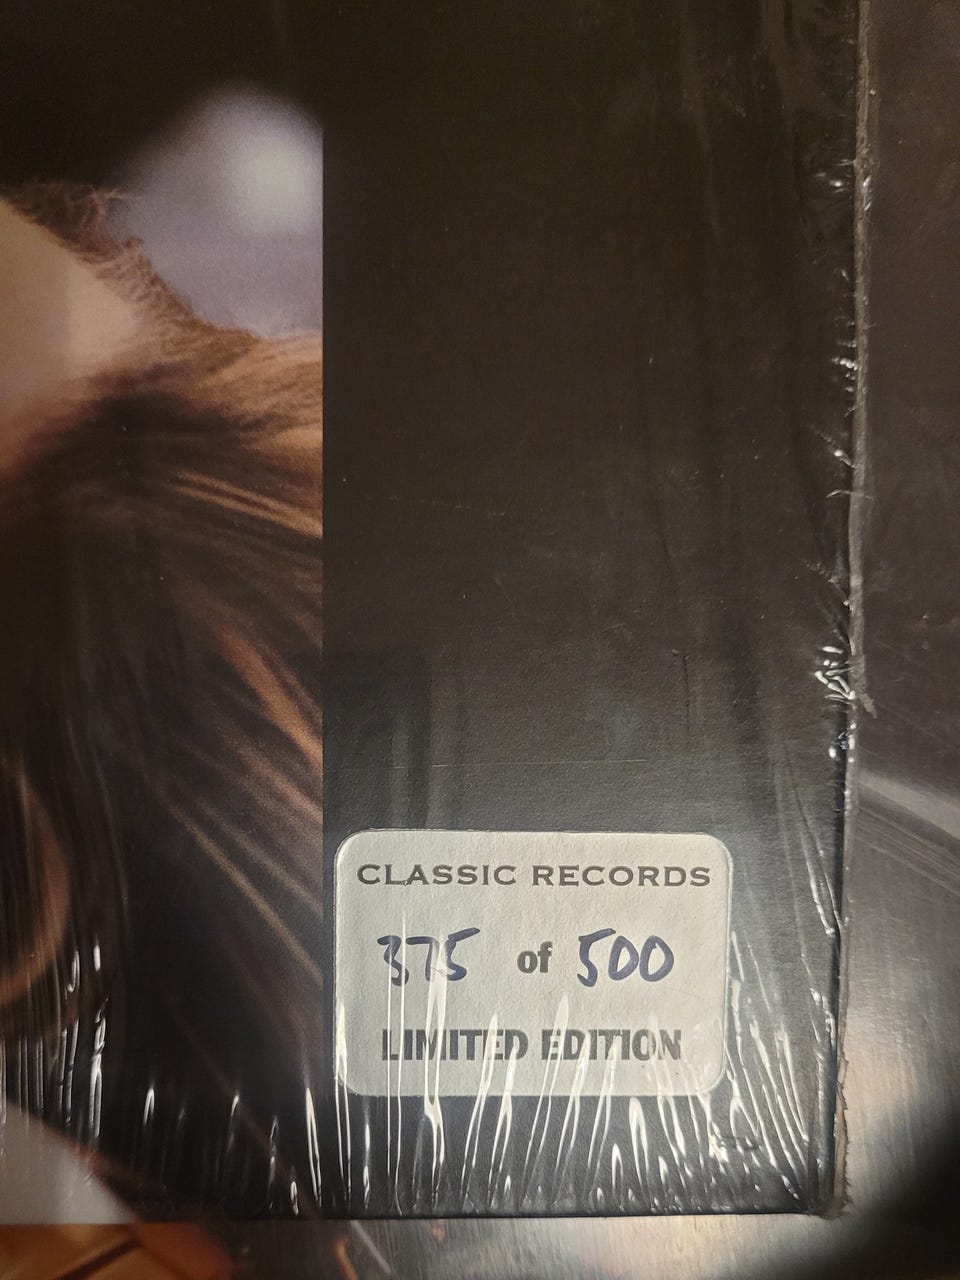 CLASSIC RECORDS
375 of 500
LIMITED EDITION